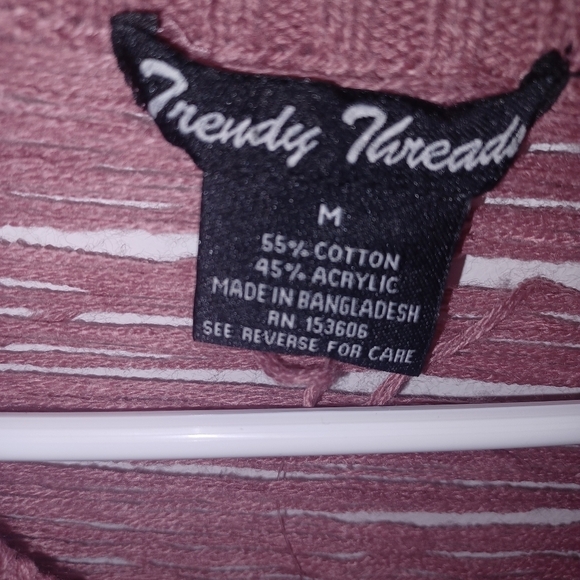 Trendy Threads
M
55% COTTON
45% ACRYLIC
MADE IN BANGLADESH
RN 153606
SEE REVERSE FOR CARE